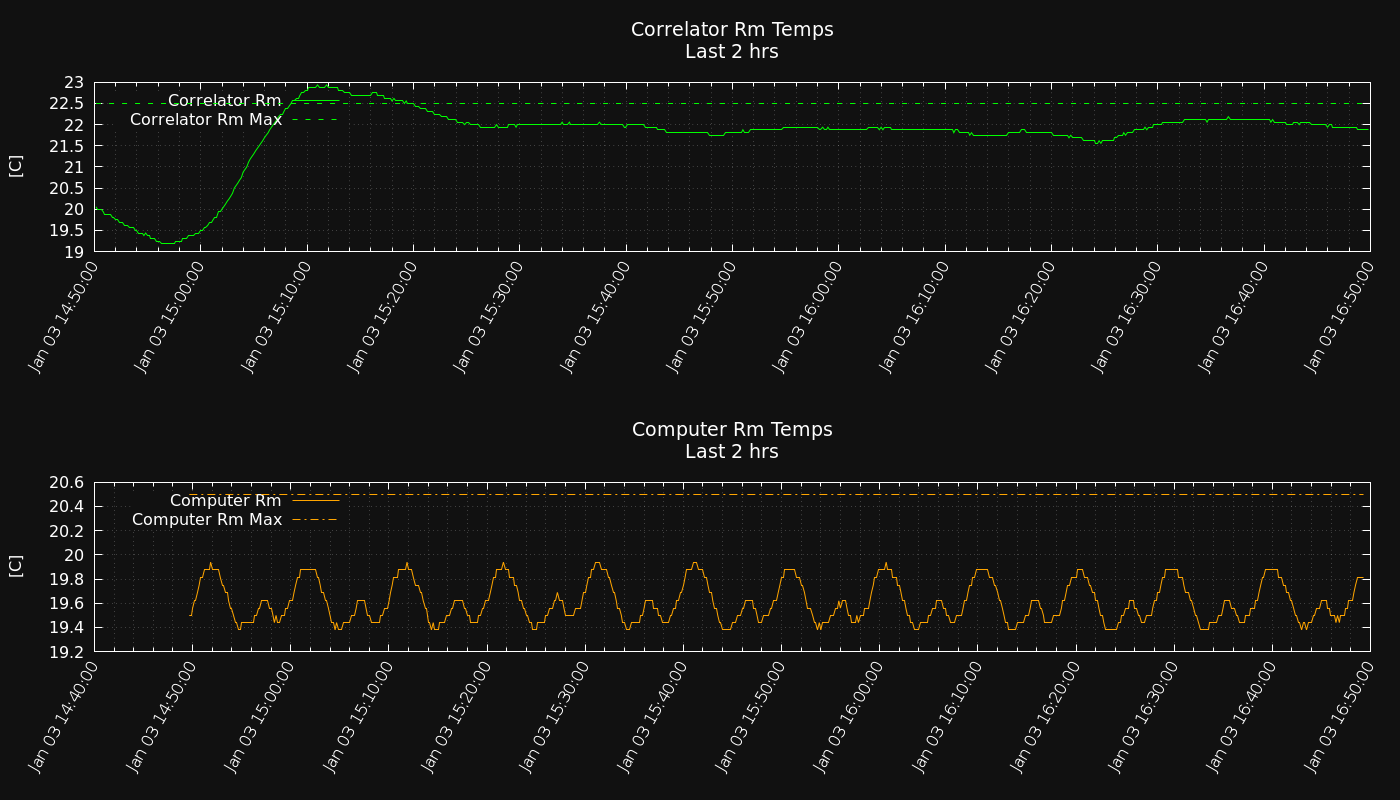 Correlator Rm Temps
Last 2 hrs
[C]
23
22.5
22
21.5
21
20.5
20
19.5
19
Correlator Rm
Correlator Rm Max
Jan 03 14:50:00
Jan 03 15:00:00
Jan 03 15:10:00
Jan 03 15:20:00
Jan 03 15:30:00
Jan 03 15:40:00
Jan 03 15:50:00
Jan 03 16:00:00
Jan 03 16:10:00
Jan 03 16:20:00
Jan 03 16:30:00
Jan 03 16:40:00
Jan 03 16:50:00
Computer Rm Temps
Last 2 hrs
[C]
20.6
20.4
20.2
20
19.8
19.6
19.4
19.2
Computer Rm
Computer Rm Max
Jan 03 14:40:00
Jan 03 14:50:00
Jan 03 15:00:00
Jan 03 15:10:00
Jan 03 15:20:00
Jan 03 15:30:00
Jan 03 15:40:00
Jan 03 15:50:00
Jan 03 16:00:00
Jan 03 16:10:00
Jan 03 16:20:00
Jan 03 16:30:00
Jan 03 16:40:00
Jan 03 16:50:00